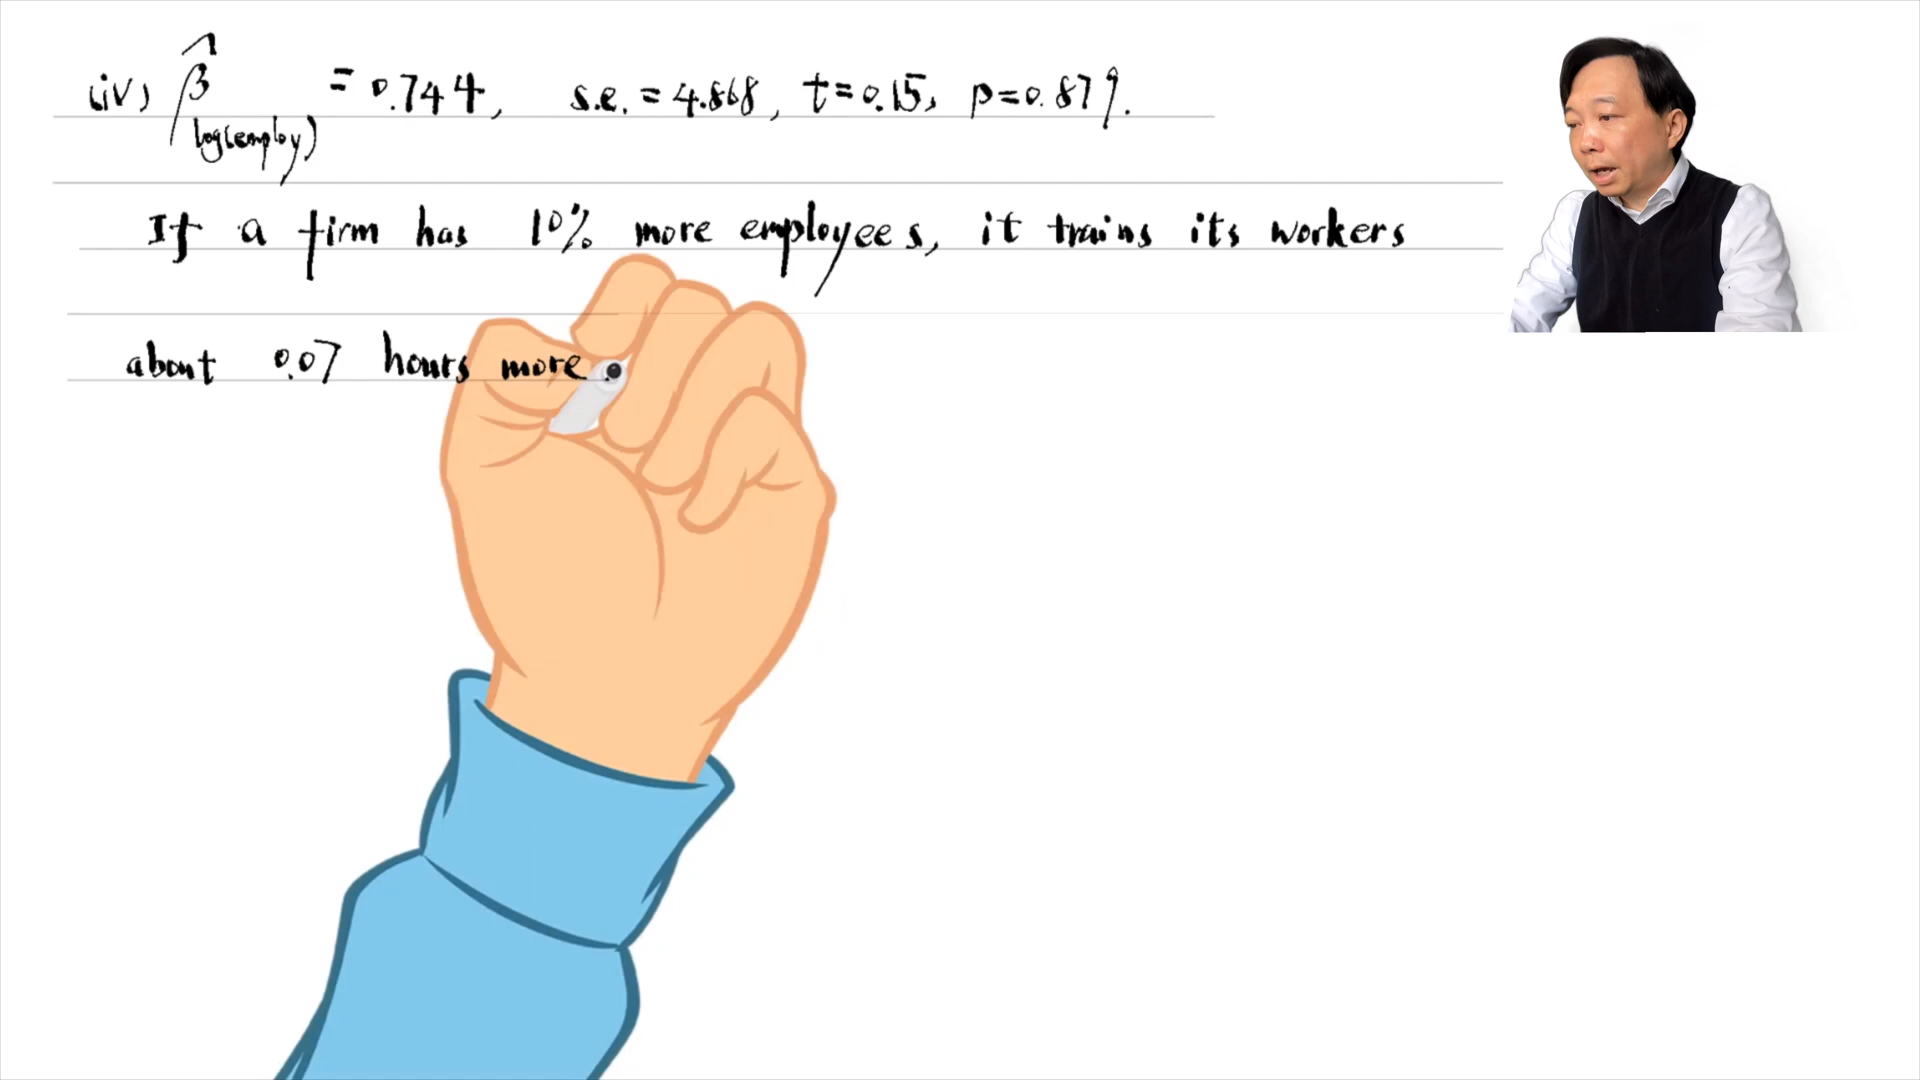 (iv) β̂log(employ) = 0.744, s.e. = 4.868, t=0.15, p=0.879.
If a firm has 10% more employees, it trains its workers
about 0.07 hours more.